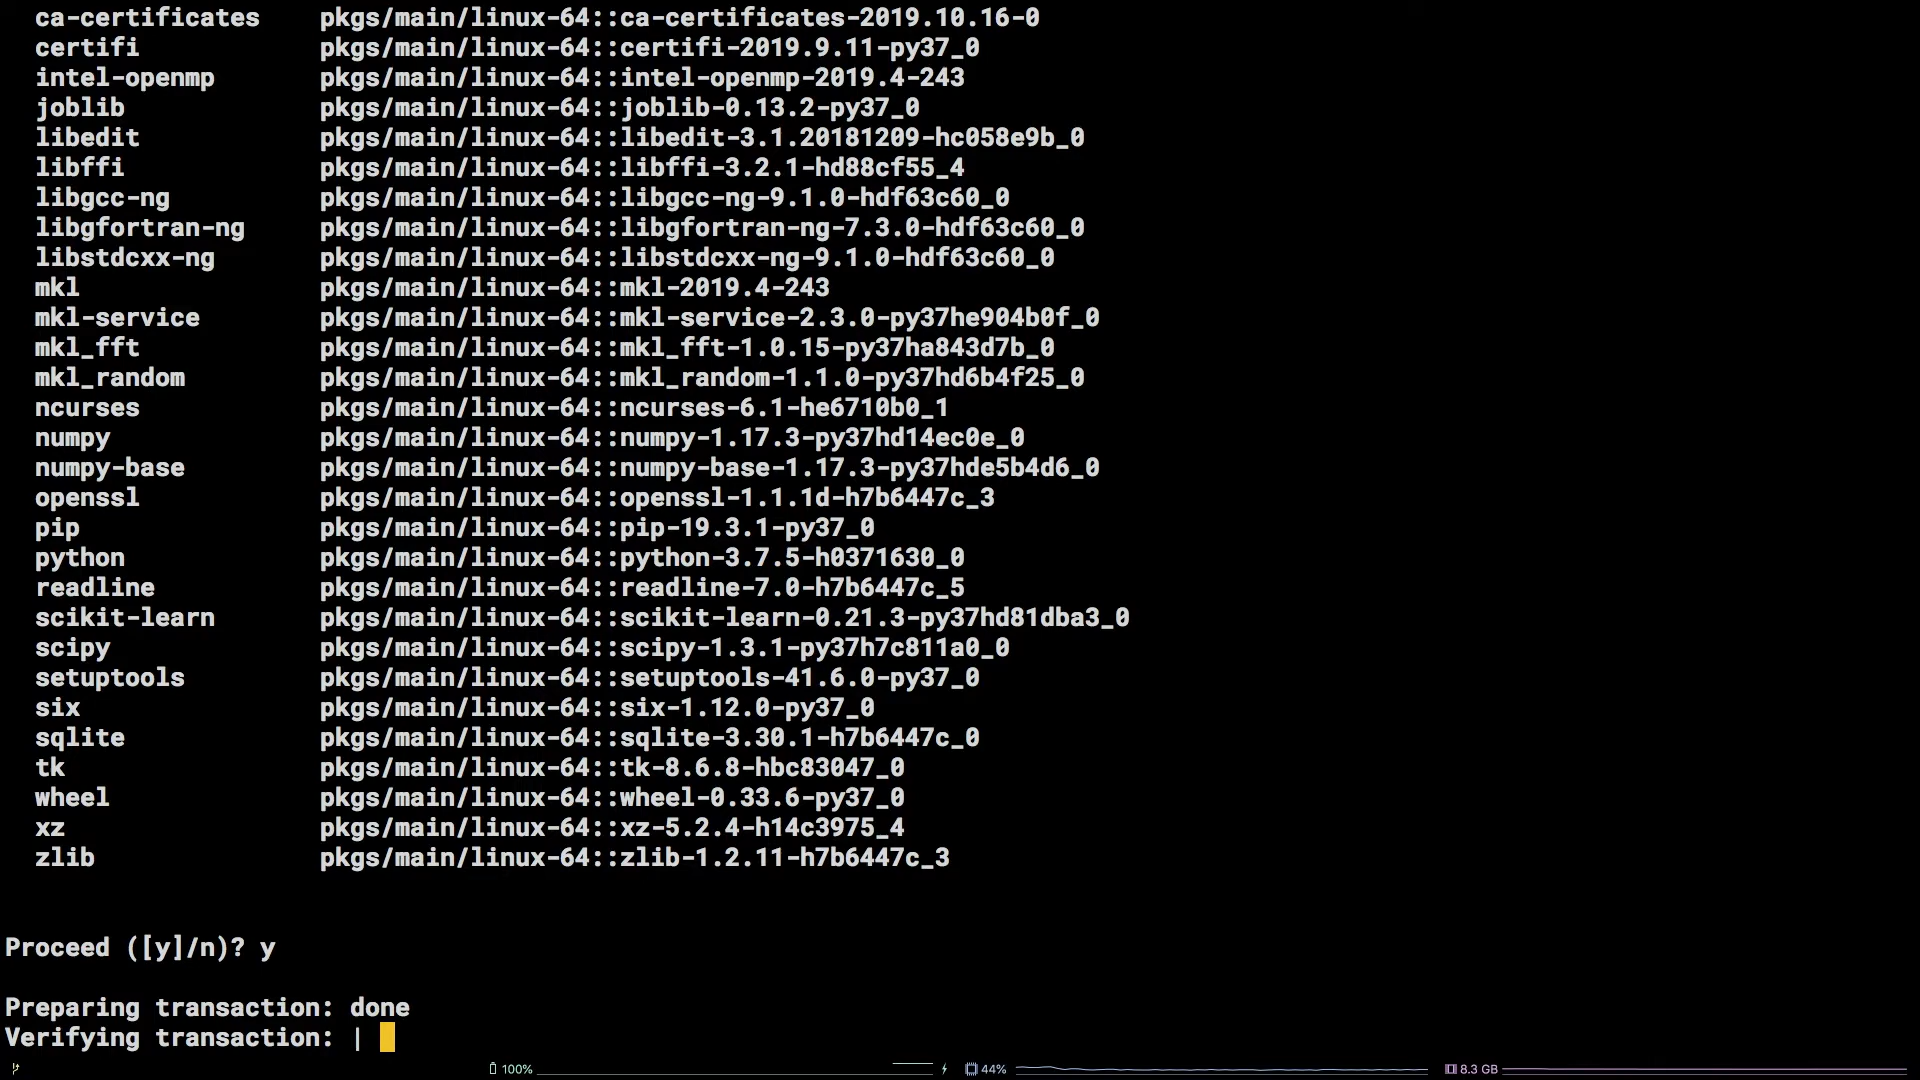 ca-certificates pkgs/main/linux-64::ca-certificates-2019.10.16-0
certifi pkgs/main/linux-64::certifi-2019.9.11-py37_0
intel-openmp pkgs/main/linux-64::intel-openmp-2019.4-243
joblib pkgs/main/linux-64::joblib-0.13.2-py37_0
libedit pkgs/main/linux-64::libedit-3.1.20181209-hc058e9b_0
libffi pkgs/main/linux-64::libffi-3.2.1-hd88cf55_4
libgcc-ng pkgs/main/linux-64::libgcc-ng-9.1.0-hdf63c60_0
libgfortran-ng pkgs/main/linux-64::libgfortran-ng-7.3.0-hdf63c60_0
libstdcxx-ng pkgs/main/linux-64::libstdcxx-ng-9.1.0-hdf63c60_0
mkl pkgs/main/linux-64::mkl-2019.4-243
mkl-service pkgs/main/linux-64::mkl-service-2.3.0-py37he904b0f_0
mkl_fft pkgs/main/linux-64::mkl_fft-1.0.15-py37ha843d7b_0
mkl_random pkgs/main/linux-64::mkl_random-1.1.0-py37hd6b4f25_0
ncurses pkgs/main/linux-64::ncurses-6.1-he6710b0_1
numpy pkgs/main/linux-64::numpy-1.17.3-py37hd14ec0e_0
numpy-base pkgs/main/linux-64::numpy-base-1.17.3-py37hde5b4d6_0
openssl pkgs/main/linux-64::openssl-1.1.1d-h7b6447c_3
pip pkgs/main/linux-64::pip-19.3.1-py37_0
python pkgs/main/linux-64::python-3.7.5-h0371630_0
readline pkgs/main/linux-64::readline-7.0-h7b6447c_5
scikit-learn pkgs/main/linux-64::scikit-learn-0.21.3-py37hd81dba3_0
scipy pkgs/main/linux-64::scipy-1.3.1-py37h7c811a0_0
setuptools pkgs/main/linux-64::setuptools-41.6.0-py37_0
six pkgs/main/linux-64::six-1.12.0-py37_0
sqlite pkgs/main/linux-64::sqlite-3.30.1-h7b6447c_0
tk pkgs/main/linux-64::tk-8.6.8-hbc83047_0
wheel pkgs/main/linux-64::wheel-0.33.6-py37_0
xz pkgs/main/linux-64::xz-5.2.4-h14c3975_4
zlib pkgs/main/linux-64::zlib-1.2.11-h7b6447c_3
Proceed ([y]/n)? y
Preparing transaction: done
Verifying transaction: |
100% 44% 8.3 GB